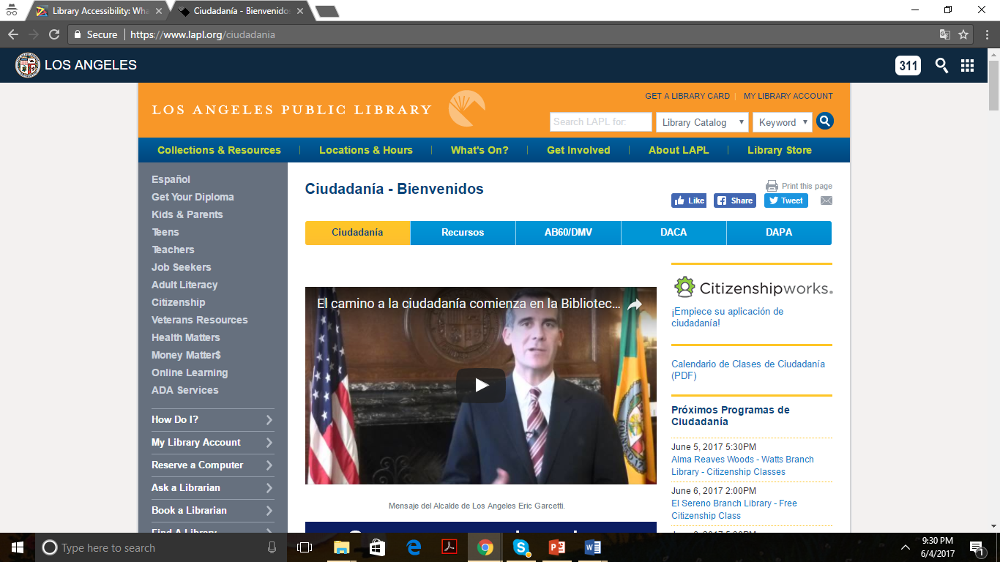 Library Accessibility: Wha
Ciudadanía - Bienvenidos
Secure https://www.lapl.org/ciudadania
LOS ANGELES
311
GET A LIBRARY CARD | MY LIBRARY ACCOUNT
LOS ANGELES PUBLIC LIBRARY
Search LAPL for: Library Catalog Keyword
Collections & Resources | Locations & Hours | What's On? | Get Involved | About LAPL | Library Store
Español
Get Your Diploma
Kids & Parents
Teens
Teachers
Job Seekers
Adult Literacy
Citizenship
Veterans Resources
Health Matters
Money Matter$
Online Learning
ADA Services
How Do I?
My Library Account
Reserve a Computer
Ask a Librarian
Book a Librarian
Find A Library
Ciudadanía - Bienvenidos
Print this page
Like Share Tweet
Ciudadanía Recursos AB60/DMV DACA DAPA
El camino a la ciudadanía comienza en la Bibliotec...
FOUNDED 17
Mensaje del Alcalde de Los Angeles Eric Garcetti.
Citizenshipworks.
¡Empiece su aplicación de
ciudadanía!
Calendario de Clases de Ciudadanía
(PDF)
Próximos Programas de
Ciudadanía
June 5, 2017 5:30PM
Alma Reaves Woods - Watts Branch
Library - Citizenship Classes
June 6, 2017 2:00PM
El Sereno Branch Library - Free
Citizenship Class
Type here to search
9:30 PM
6/4/2017
1